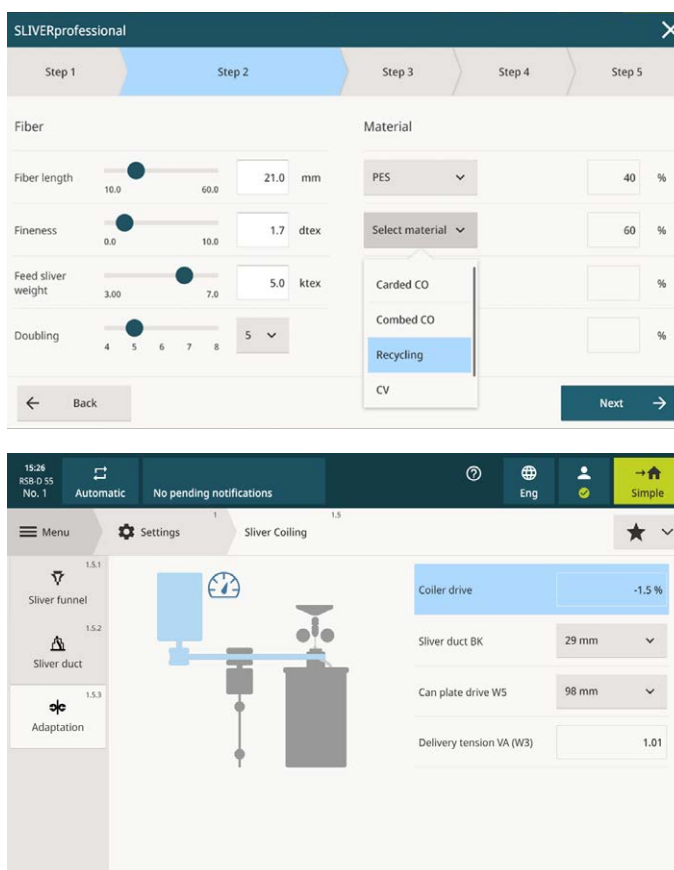 SLIVERprofessional
Step 1
Step 2
Step 3
Step 4
Step 5
Fiber
Material
Fiber length
10.0
60.0
21.0 mm
PES
40 %
Fineness
0.0
10.0
1.7 dtex
Select material
60 %
Feed sliver
weight
3.00
7.0
5.0 ktex
Carded CO
%
Combed CO
Doubling
4 5 6 7 8
5
%
Recycling
CV
Back
Next
15:26
RSB-D 55
No. 1
Automatic
No pending notifications
Eng
Simple
Menu
Settings
1
Sliver Coiling
1.5
1.5.1
Sliver funnel
1.5.2
Sliver duct
1.5.3
Adaptation
Coiler drive
-1.5 %
Sliver duct BK
29 mm
Can plate drive W5
98 mm
Delivery tension VA (W3)
1.01